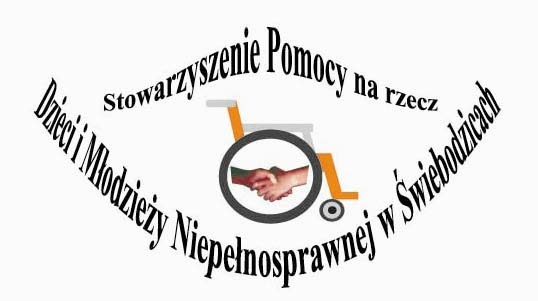 Stowarzyszenie Pomocy na rzecz
Dzieci i Młodzieży Niepełnosprawnej w Świebodzicach